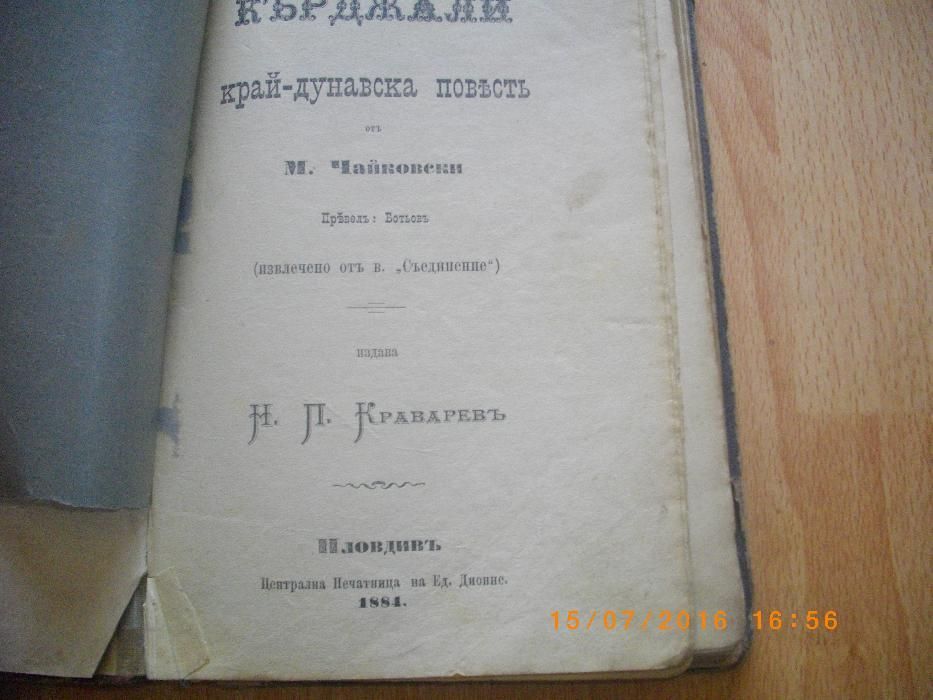 КЪРДЖАЛИ
край-дунавска повѣсть
отъ
М. Чайковски
Прѣвелъ: Ботьовъ
(извлечено отъ в. „Съединение“)
издава
Н. П. Краваревъ
Пловдивъ
Централна Печатница на Ед. Дионне.
1884.
15/07/2016 16:56